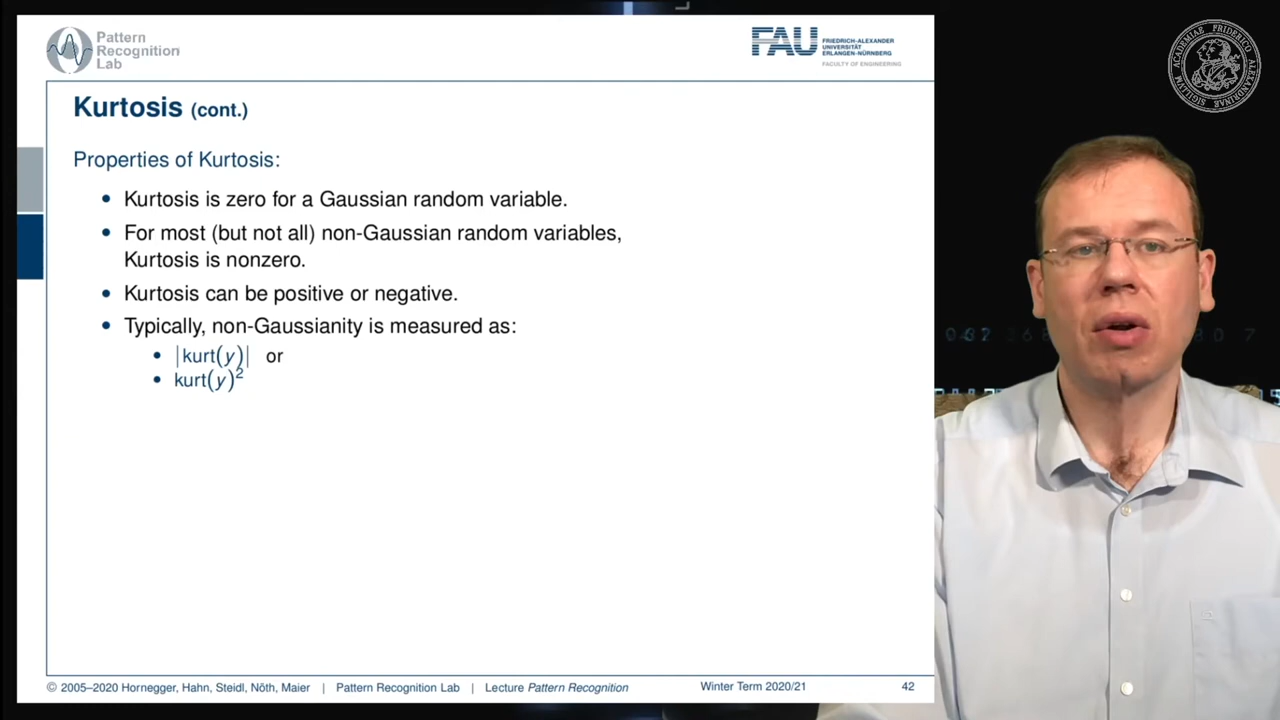 Pattern
Recognition
Lab
FAU
FRIEDRICH-ALEXANDER
UNIVERSITÄT
ERLANGEN-NÜRNBERG
FACULTY OF ENGINEERING
Kurtosis (cont.)
Properties of Kurtosis:
• Kurtosis is zero for a Gaussian random variable.
• For most (but not all) non-Gaussian random variables,
Kurtosis is nonzero.
• Kurtosis can be positive or negative.
• Typically, non-Gaussianity is measured as:
• |kurt(y)| or
• kurt(y)²
© 2005–2020 Hornegger, Hahn, Steidl, Nöth, Maier | Pattern Recognition Lab | Lecture Pattern Recognition Winter Term 2020/21 42